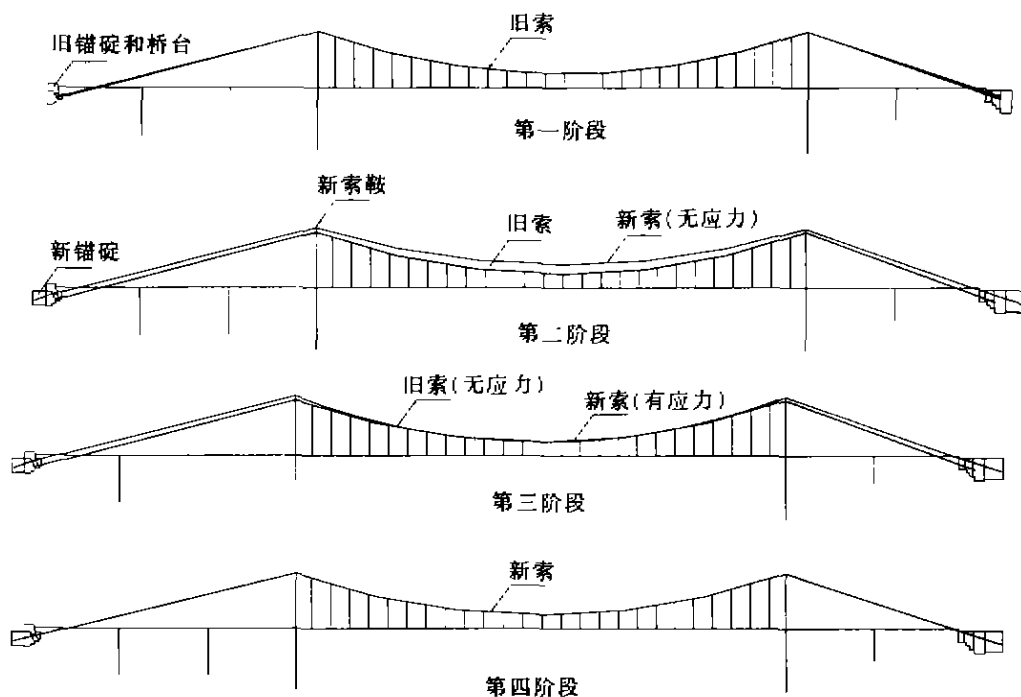 旧索
旧锚碇和桥台
第一阶段
新索鞍
旧索
新索(无应力)
新锚碇
第二阶段
旧索(无应力)
新索(有应力)
第三阶段
新索
第四阶段